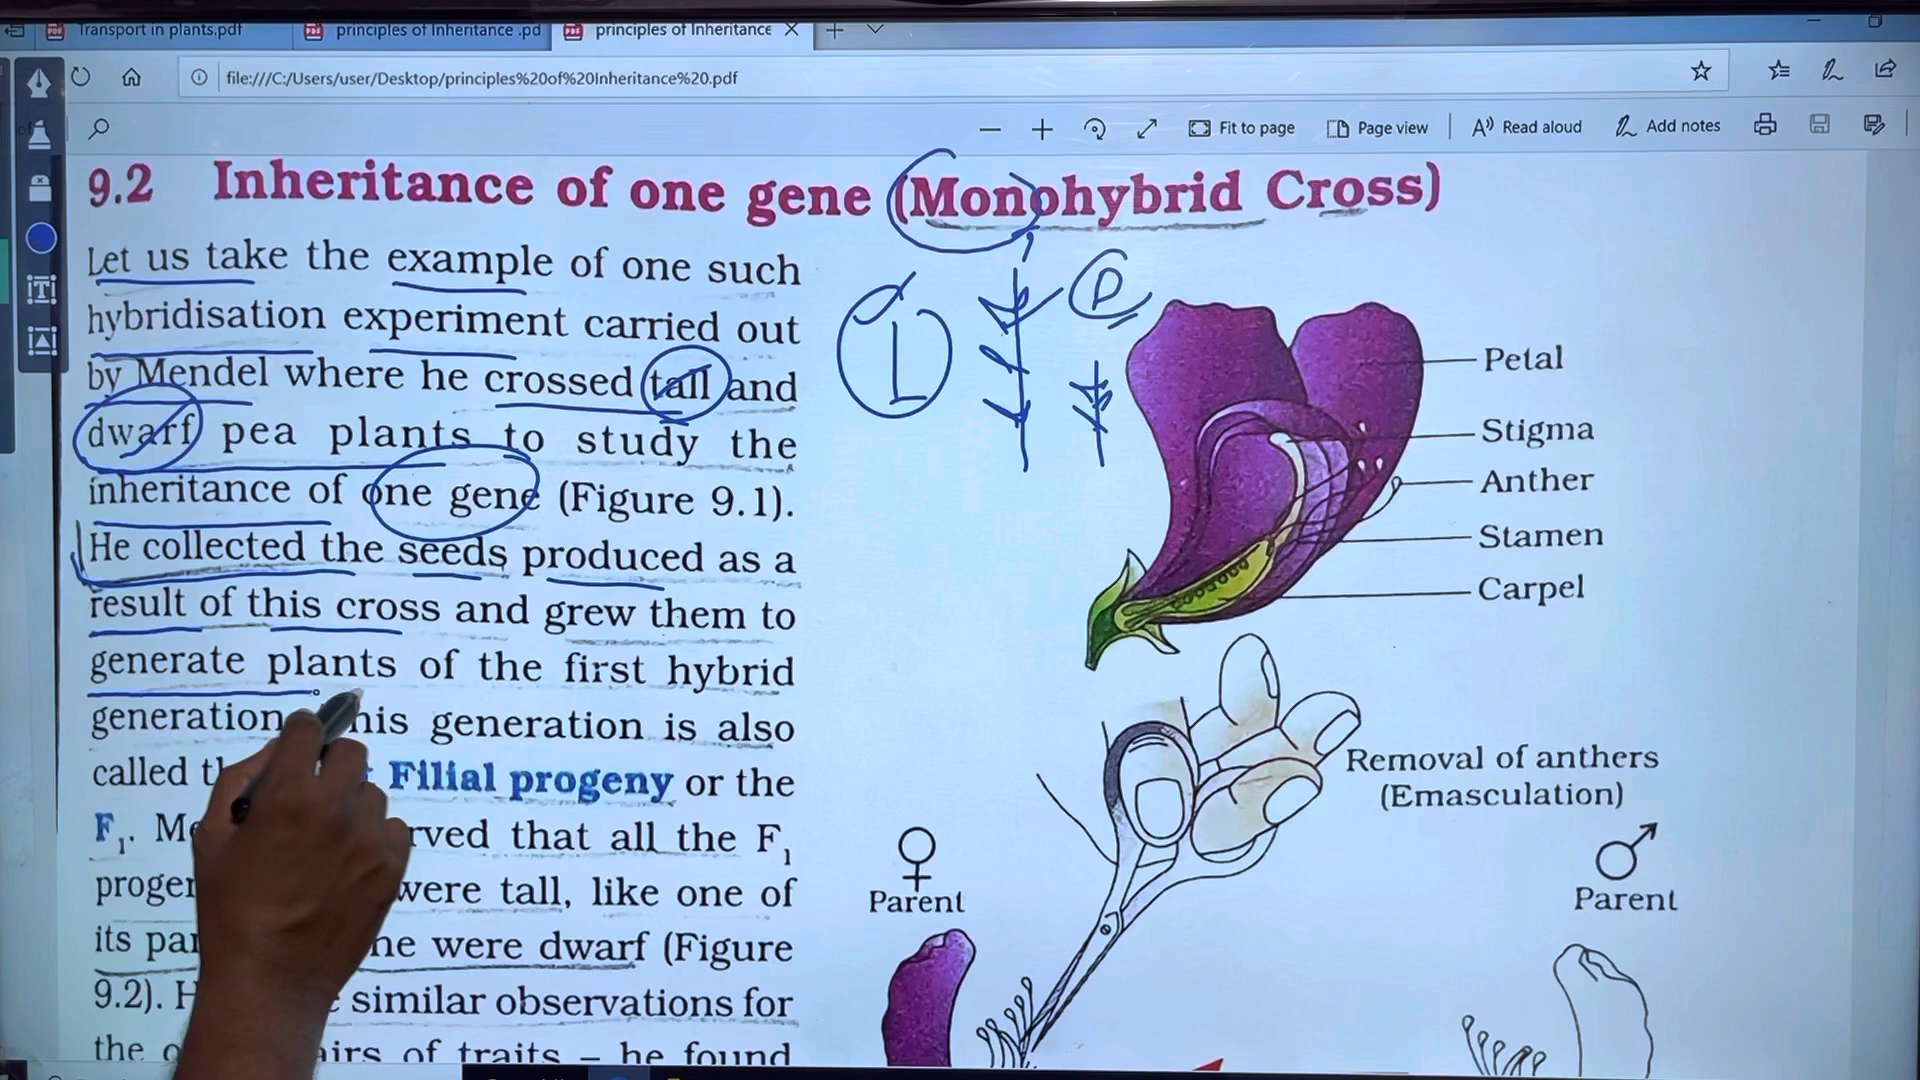 Transport in plants.pdf
principles of Inheritance .pd
principles of Inheritance
file:///C:/Users/user/Desktop/principles%20of%20Inheritance%20.pdf
Fit to page
Page view
Read aloud
Add notes
9.2 Inheritance of one gene (Monohybrid Cross)
Let us take the example of one such
hybridisation experiment carried out
by Mendel where he crossed tall and
dwarf pea plants to study the
inheritance of one gene (Figure 9.1).
He collected the seeds produced as a
result of this cross and grew them to
generate plants of the first hybrid
generation. his generation is also
called Filial progeny or the
F1. that all the F1
were tall, like one of
its were dwarf (Figure
9.2). similar observations for
the of traits – he found
D
Petal
Stigma
Anther
Stamen
Carpel
Removal of anthers
(Emasculation)
♀
Parent
♂
Parent